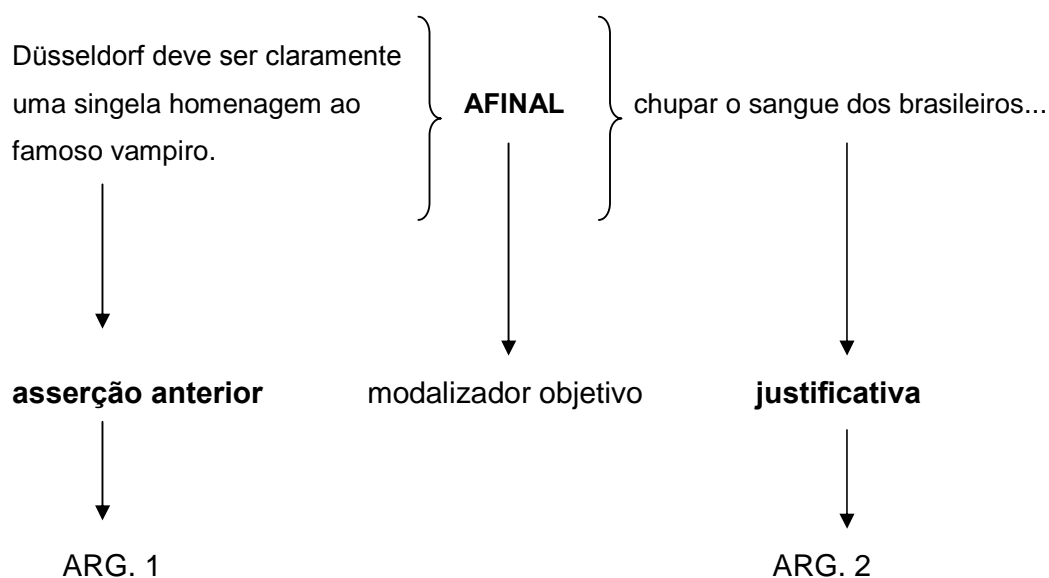 Düsseldorf deve ser claramente
uma singela homenagem ao
famoso vampiro.
AFINAL
chupar o sangue dos brasileiros...
asserção anterior
modalizador objetivo
justificativa
ARG. 1
ARG. 2